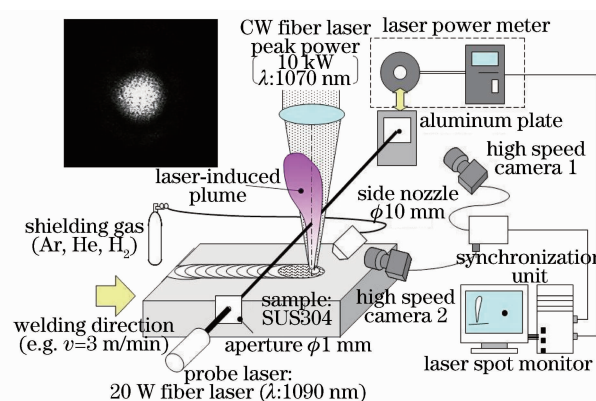 CW fiber laser
peak power
10 kW
λ:1070 nm
laser power meter
aluminum plate
high speed
camera 1
laser-induced
plume
side nozzle
ϕ10 mm
shielding gas
(Ar, He, H₂)
synchronization
unit
sample:
SUS304
high speed
camera 2
welding direction
(e.g. v=3 m/min)
aperture ϕ1 mm
laser spot monitor
probe laser:
20 W fiber laser (λ:1090 nm)